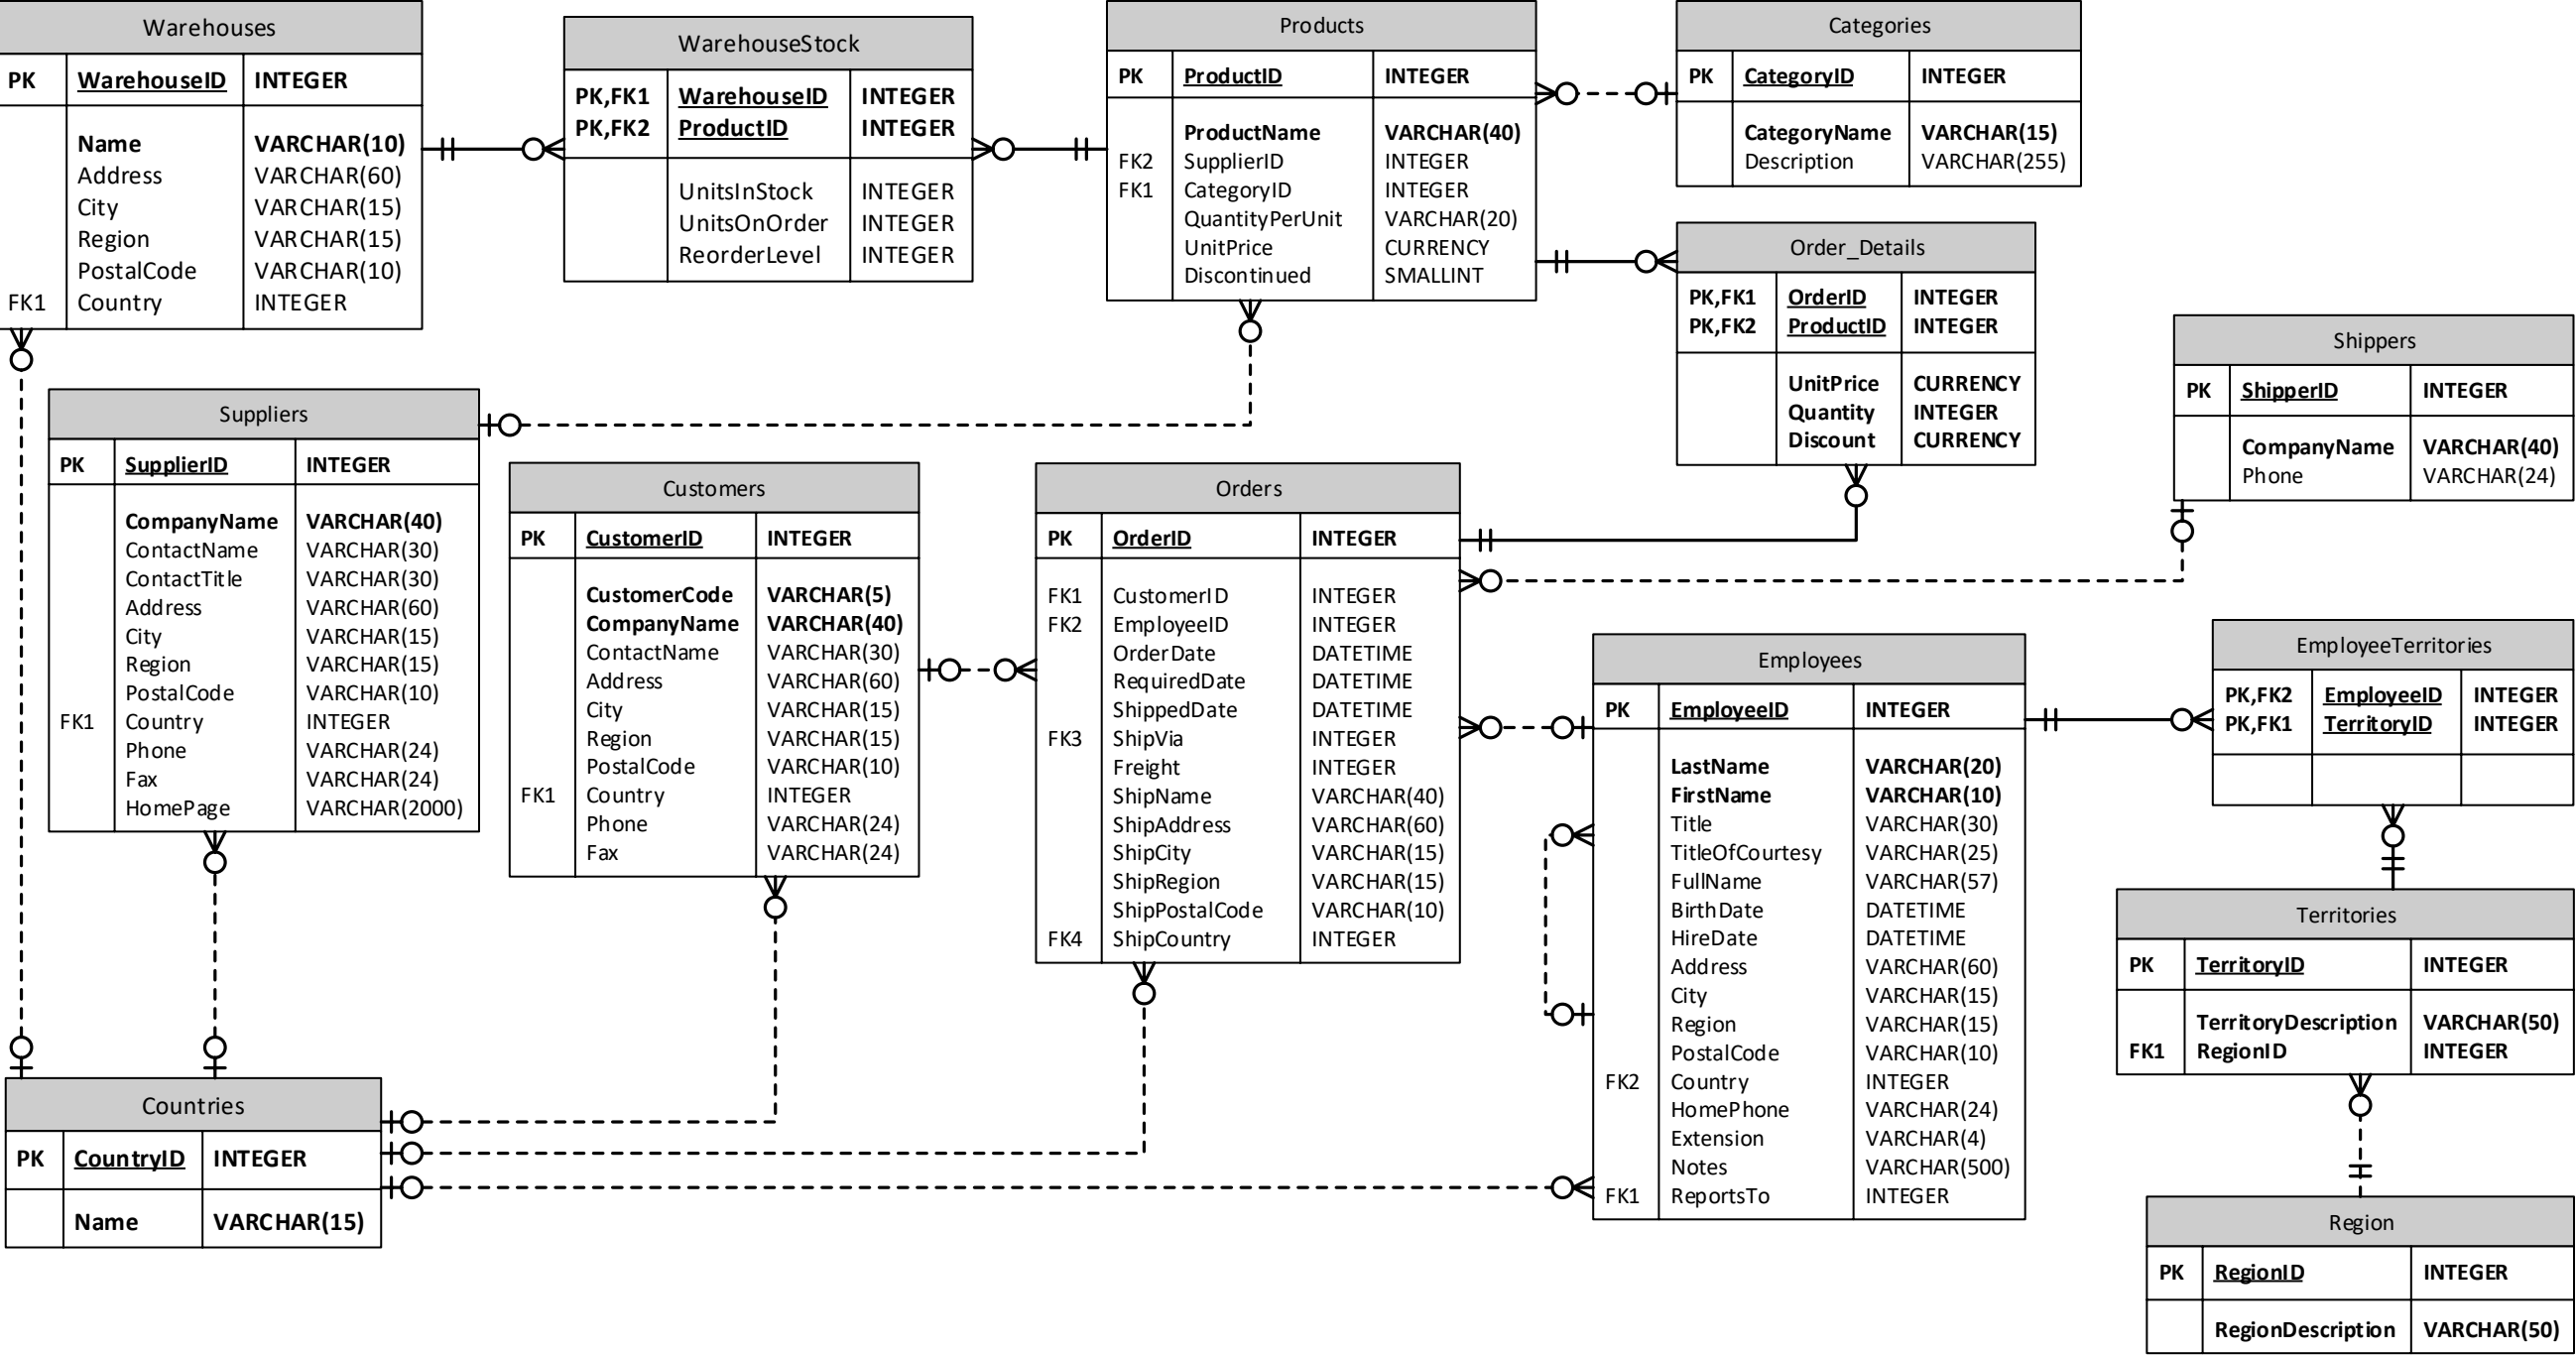 Warehouses
PK WarehouseID INTEGER
Name VARCHAR(10)
Address VARCHAR(60)
City VARCHAR(15)
Region VARCHAR(15)
PostalCode VARCHAR(10)
FK1 Country INTEGER
WarehouseStock
PK,FK1 WarehouseID INTEGER
PK,FK2 ProductID INTEGER
UnitsInStock INTEGER
UnitsOnOrder INTEGER
ReorderLevel INTEGER
Products
PK ProductID INTEGER
ProductName VARCHAR(40)
FK2 SupplierID INTEGER
FK1 CategoryID INTEGER
QuantityPerUnit VARCHAR(20)
UnitPrice CURRENCY
Discontinued SMALLINT
Categories
PK CategoryID INTEGER
CategoryName VARCHAR(15)
Description VARCHAR(255)
Order_Details
PK,FK1 OrderID INTEGER
PK,FK2 ProductID INTEGER
UnitPrice CURRENCY
Quantity INTEGER
Discount CURRENCY
Shippers
PK ShipperID INTEGER
CompanyName VARCHAR(40)
Phone VARCHAR(24)
Suppliers
PK SupplierID INTEGER
CompanyName VARCHAR(40)
ContactName VARCHAR(30)
ContactTitle VARCHAR(30)
Address VARCHAR(60)
City VARCHAR(15)
Region VARCHAR(15)
PostalCode VARCHAR(10)
FK1 Country INTEGER
Phone VARCHAR(24)
Fax VARCHAR(24)
HomePage VARCHAR(2000)
Customers
PK CustomerID INTEGER
CustomerCode VARCHAR(5)
CompanyName VARCHAR(40)
ContactName VARCHAR(30)
Address VARCHAR(60)
City VARCHAR(15)
Region VARCHAR(15)
PostalCode VARCHAR(10)
FK1 Country INTEGER
Phone VARCHAR(24)
Fax VARCHAR(24)
Orders
PK OrderID INTEGER
FK1 CustomerID INTEGER
FK2 EmployeeID INTEGER
OrderDate DATETIME
RequiredDate DATETIME
ShippedDate DATETIME
FK3 ShipVia INTEGER
Freight INTEGER
ShipName VARCHAR(40)
ShipAddress VARCHAR(60)
ShipCity VARCHAR(15)
ShipRegion VARCHAR(15)
ShipPostalCode VARCHAR(10)
FK4 ShipCountry INTEGER
Employees
PK EmployeeID INTEGER
LastName VARCHAR(20)
FirstName VARCHAR(10)
Title VARCHAR(30)
TitleOfCourtesy VARCHAR(25)
FullName VARCHAR(57)
BirthDate DATETIME
HireDate DATETIME
Address VARCHAR(60)
City VARCHAR(15)
Region VARCHAR(15)
PostalCode VARCHAR(10)
FK2 Country INTEGER
HomePhone VARCHAR(24)
Extension VARCHAR(4)
Notes VARCHAR(500)
FK1 ReportsTo INTEGER
EmployeeTerritories
PK,FK2 EmployeeID INTEGER
PK,FK1 TerritoryID INTEGER
Territories
PK TerritoryID INTEGER
TerritoryDescription VARCHAR(50)
FK1 RegionID INTEGER
Countries
PK CountryID INTEGER
Name VARCHAR(15)
Region
PK RegionID INTEGER
RegionDescription VARCHAR(50)